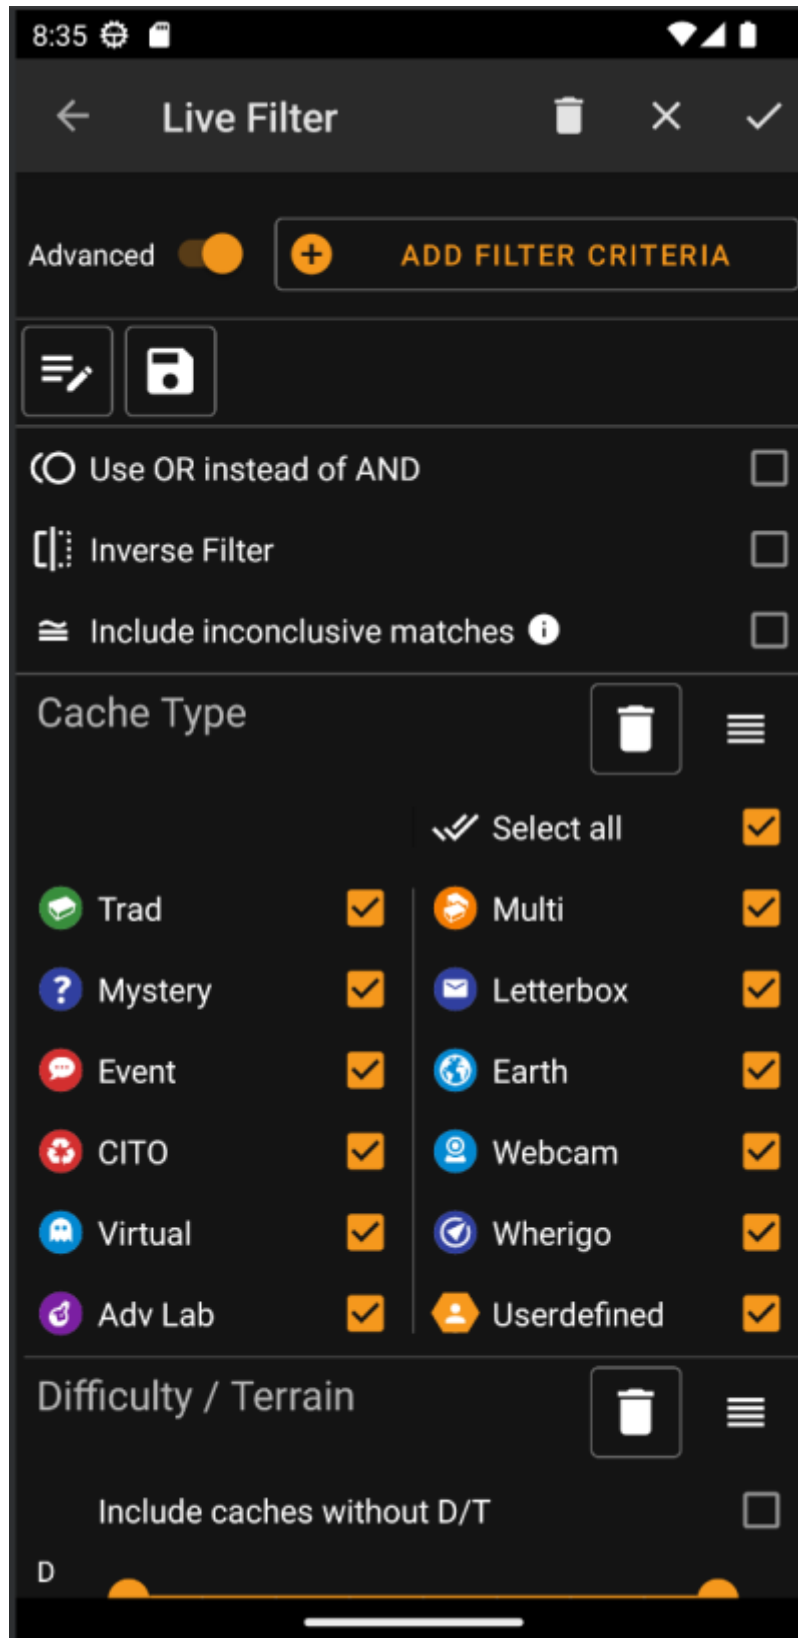 8:35
Live Filter
Advanced
ADD FILTER CRITERIA
Use OR instead of AND
Inverse Filter
Include inconclusive matches
Cache Type
Select all
Trad
Multi
Mystery
Letterbox
Event
Earth
CITO
Webcam
Virtual
Wherigo
Adv Lab
Userdefined
Difficulty / Terrain
Include caches without D/T
D